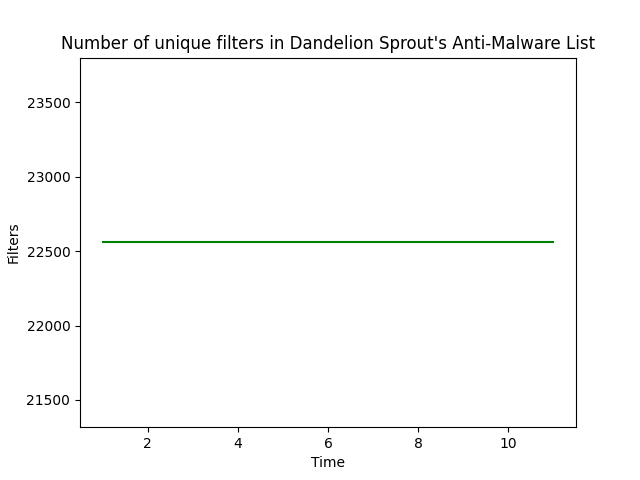 Number of unique filters in Dandelion Sprout's Anti-Malware List
23500
23000
22500
22000
21500
Filters
2 4 6 8 10
Time